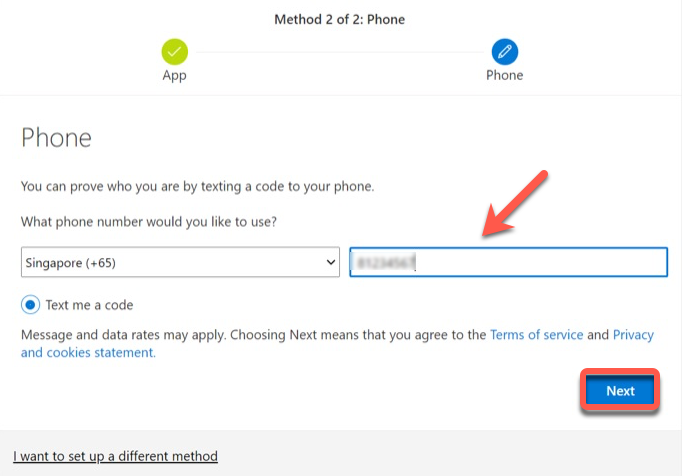 Method 2 of 2: Phone
App
Phone
Phone
You can prove who you are by texting a code to your phone.
What phone number would you like to use?
Singapore (+65)
Text me a code
Message and data rates may apply. Choosing Next means that you agree to the Terms of service and Privacy
and cookies statement.
Next
I want to set up a different method